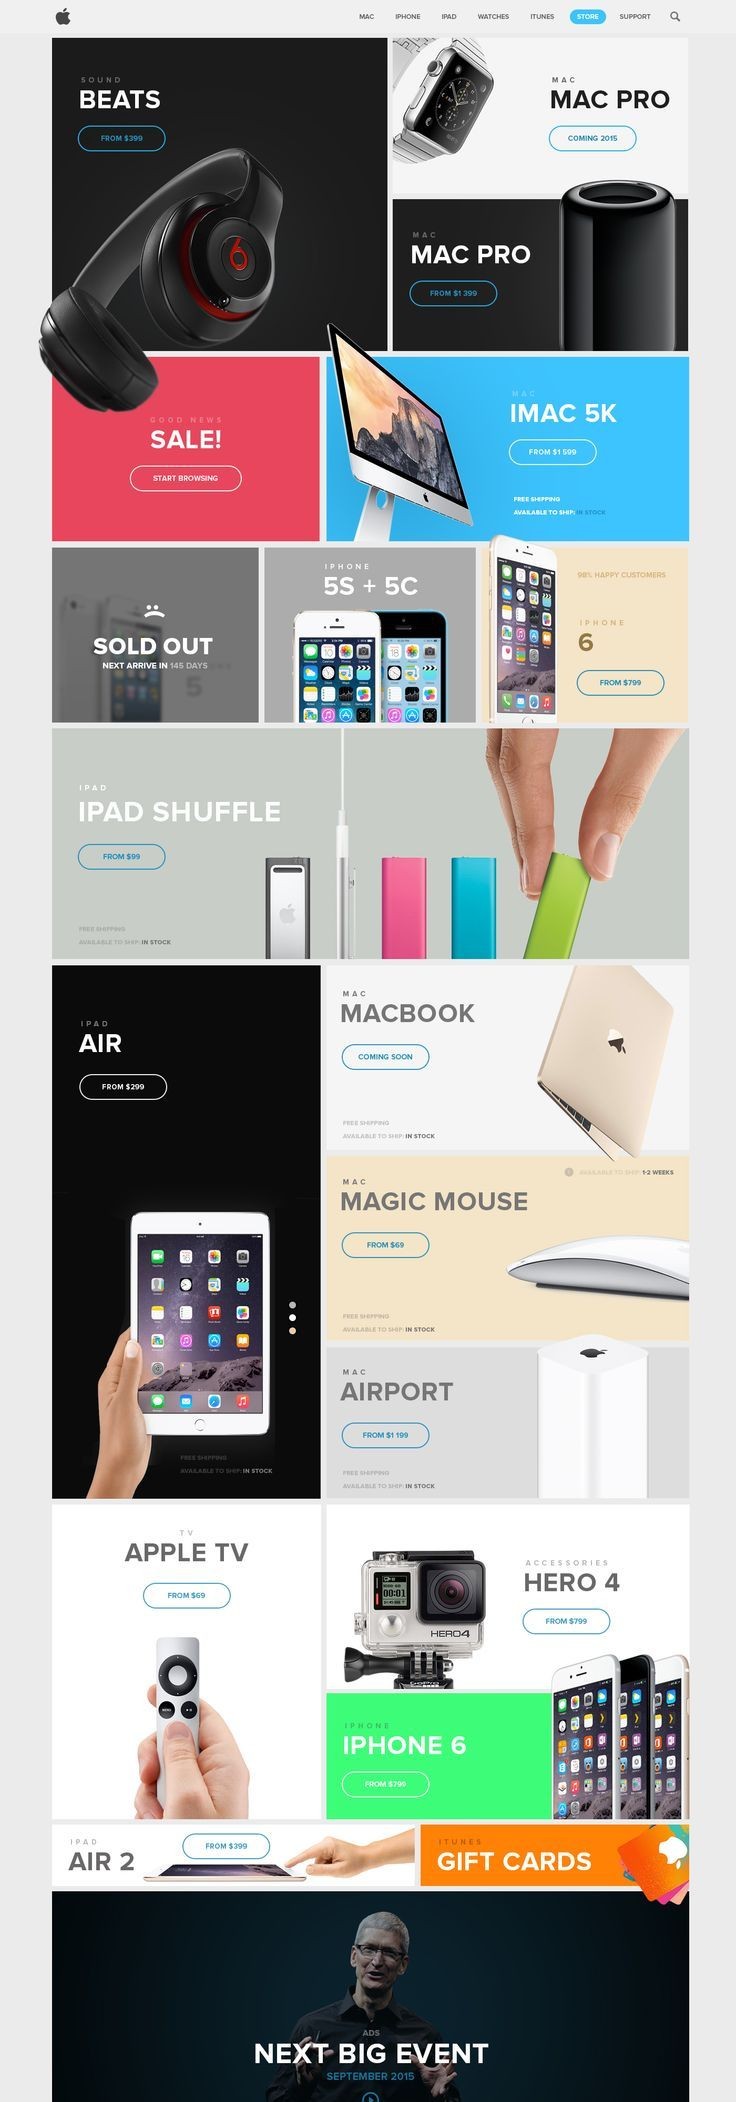 MAC IPHONE IPAD WATCHES ITUNES STORE SUPPORT
SOUND
BEATS
FROM $399
MAC
MAC PRO
COMING 2015
MAC
MAC PRO
FROM $1 399
GOOD NEWS
SALE!
START BROWSING
MAC
IMAC 5K
FROM $1 599
FREE SHIPPING
AVAILABLE TO SHIP: IN STOCK
SOLD OUT
NEXT ARRIVE IN 145 DAYS
5
IPHONE
5S + 5C
98% HAPPY CUSTOMERS
IPHONE
6
FROM $799
IPAD
IPAD SHUFFLE
FROM $99
FREE SHIPPING
AVAILABLE TO SHIP: IN STOCK
IPAD
AIR
FROM $299
FREE SHIPPING
AVAILABLE TO SHIP: IN STOCK
MAC
MACBOOK
COMING SOON
FREE SHIPPING
AVAILABLE TO SHIP: IN STOCK
AVAILABLE TO SHIP: 1-2 WEEKS
MAC
MAGIC MOUSE
FROM $69
FREE SHIPPING
AVAILABLE TO SHIP: IN STOCK
MAC
AIRPORT
FROM $1 199
FREE SHIPPING
AVAILABLE TO SHIP: IN STOCK
TV
APPLE TV
FROM $69
MENU
ACCESSORIES
HERO 4
FROM $799
00:01
HERO4
GOPRO
IPHONE
IPHONE 6
FROM $799
IPAD
AIR 2
FROM $399
ITUNES
GIFT CARDS
ADS
NEXT BIG EVENT
SEPTEMBER 2015